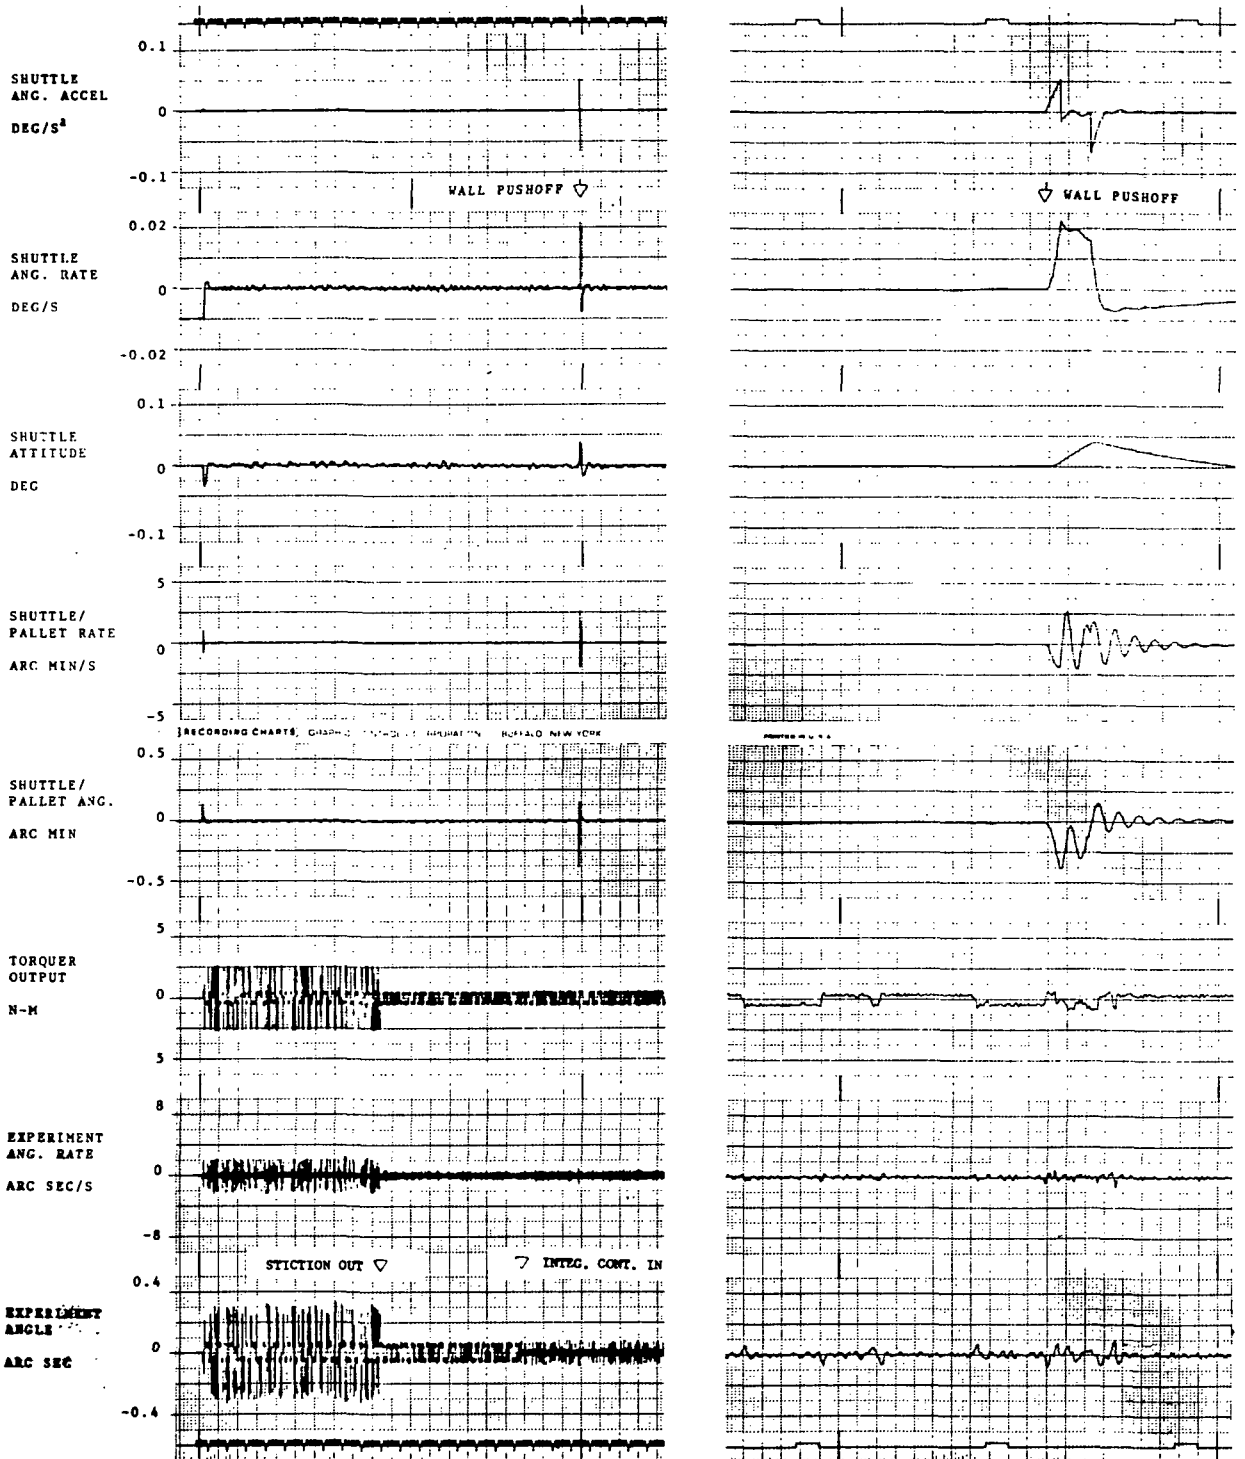 0.1
SHUTTLE
ANG. ACCEL
0
DEG/S²
-0.1
WALL PUSHOFF
WALL PUSHOFF
0.02
SHUTTLE
ANG. RATE
0
DEG/S
-0.02
0.1
SHUTTLE
ATTITUDE
0
DEG
-0.1
5
SHUTTLE/
PALLET RATE
0
ARC MIN/S
-5
RECORDING CHARTS
BUFFALO, NEW YORK
PRINTED IN U.S.A.
0.5
SHUTTLE/
PALLET ANG.
0
ARC MIN
-0.5
5
TORQUER
OUTPUT
0
N-M
5
8
EXPERIMENT
ANG. RATE
0
ARC SEC/S
-8
STICTION OUT
INTEG. CONT. IN
0.4
EXPERIMENT
ANGLE
0
ARC SEC
-0.4